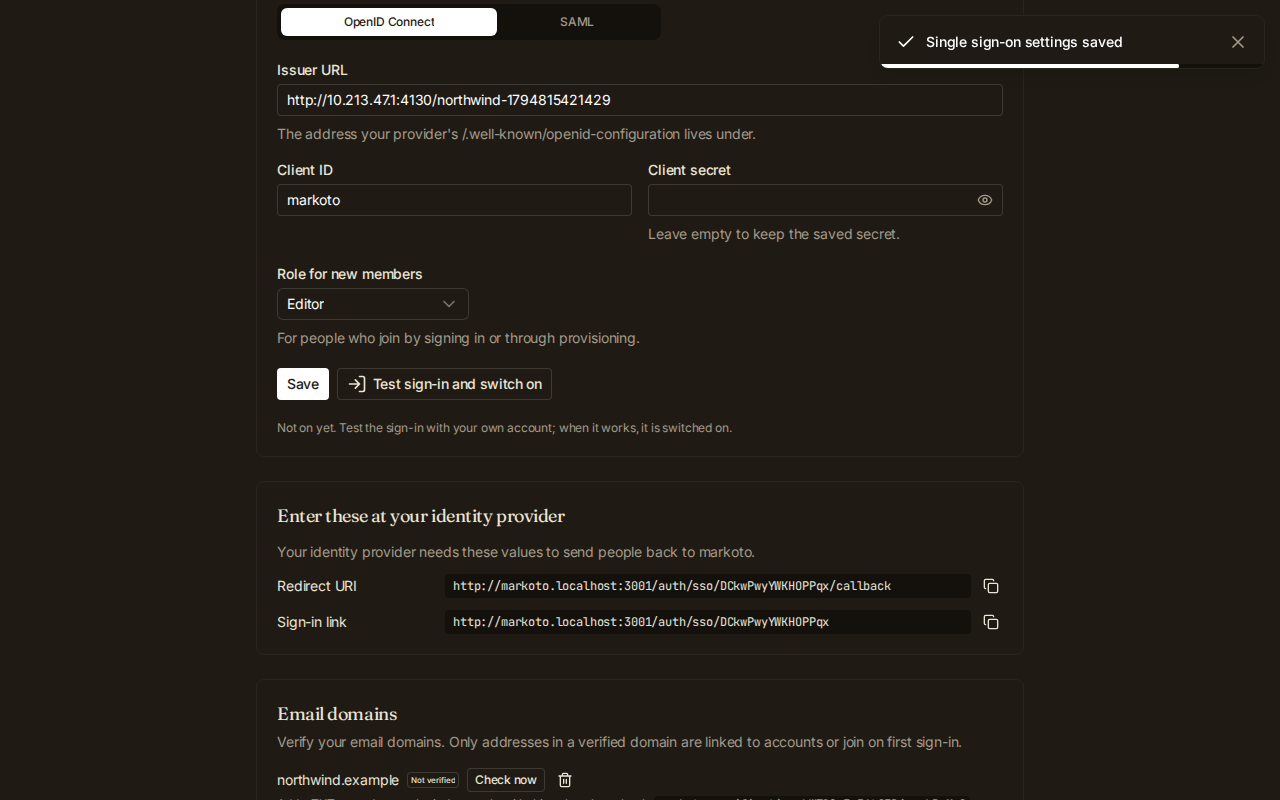 OpenID Connect
SAML
Single sign-on settings saved
Issuer URL
http://10.213.47.1:4130/northwind-1794815421429
The address your provider's /.well-known/openid-configuration lives under.
Client ID
Client secret
markoto
Leave empty to keep the saved secret.
Role for new members
Editor
For people who join by signing in or through provisioning.
Save
Test sign-in and switch on
Not on yet. Test the sign-in with your own account; when it works, it is switched on.
Enter these at your identity provider
Your identity provider needs these values to send people back to markoto.
Redirect URI
http://markoto.localhost:3001/auth/sso/DCkwPwyYWKHOPPqx/callback
Sign-in link
http://markoto.localhost:3001/auth/sso/DCkwPwyYWKHOPPqx
Email domains
Verify your email domains. Only addresses in a verified domain are linked to accounts or join on first sign-in.
northwind.example
Not verified
Check now